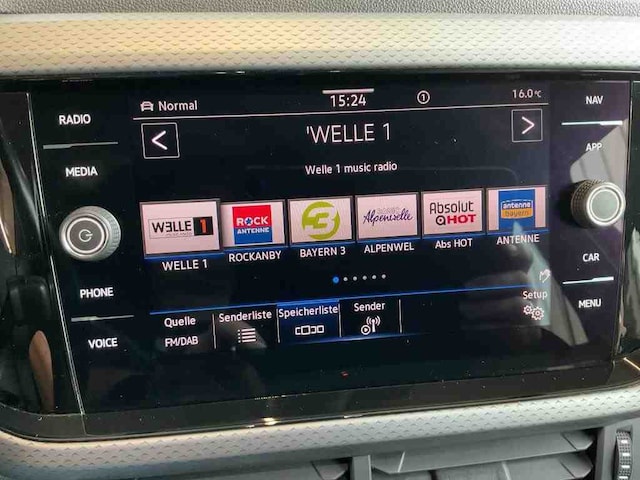 RADIO
MEDIA
PHONE
VOICE
Normal
15:24
1
16.0°C
'WELLE 1
Welle 1 music radio
WELLE 1
ROCK
ANTENNE
3
Alpenwelle
Absolut
HOT
antenne
bayern
WELLE 1
ROCKANBY
BAYERN 3
ALPENWEL
Abs HOT
ANTENNE
Quelle
FM/DAB
Senderliste
Speicherliste
Sender
Setup
NAV
APP
CAR
MENU